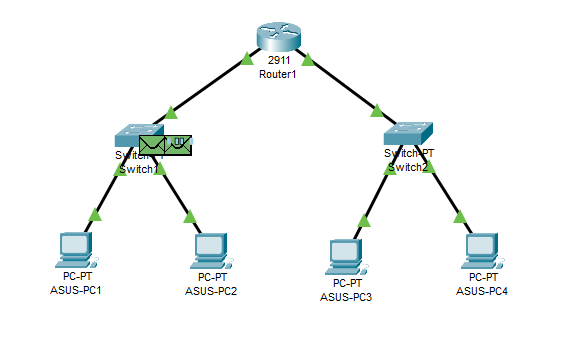 2911
Router1
Switch1
Switch-PT
Switch2
PC-PT
ASUS-PC1
PC-PT
ASUS-PC2
PC-PT
ASUS-PC3
PC-PT
ASUS-PC4